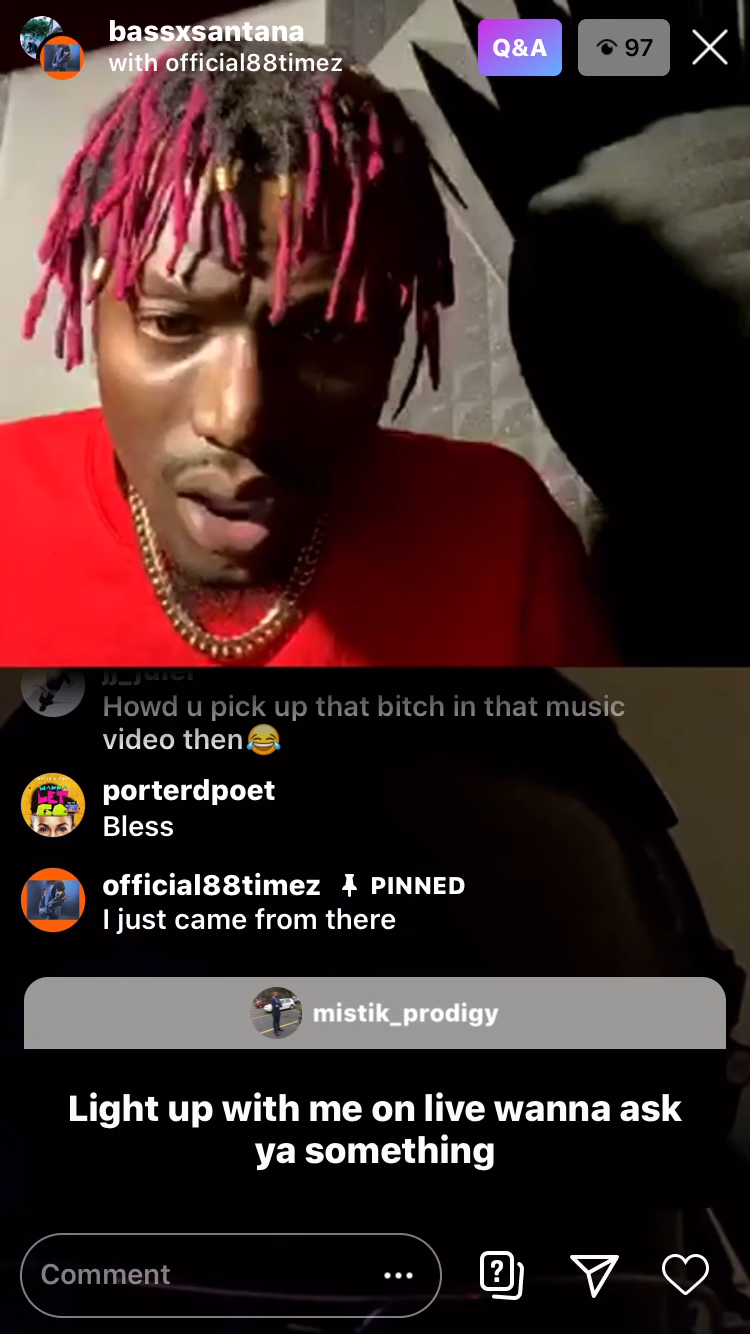 bassxsantana
with official88timez
Q&A
97
Howd u pick up that bitch in that music
video then😂
porterdpoet
Bless
official88timez PINNED
I just came from there
mistik_prodigy
Light up with me on live wanna ask
ya something
Comment